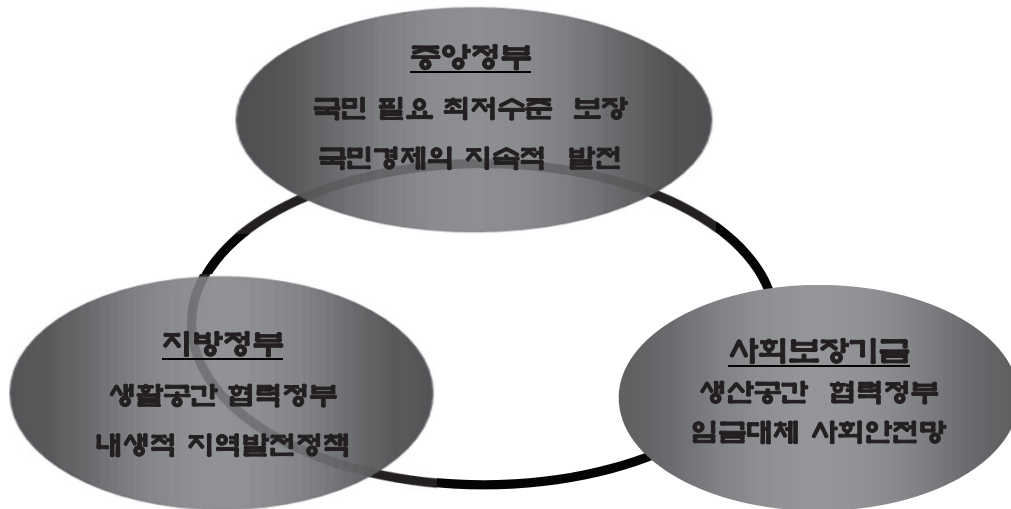 중앙정부
국민 필요 최저수준 보장
국민경제의 지속적 발전
지방정부
생활공간 협력정부
내생적 지역발전정책
사회보장기금
생산공간 협력정부
임금대체 사회안전망